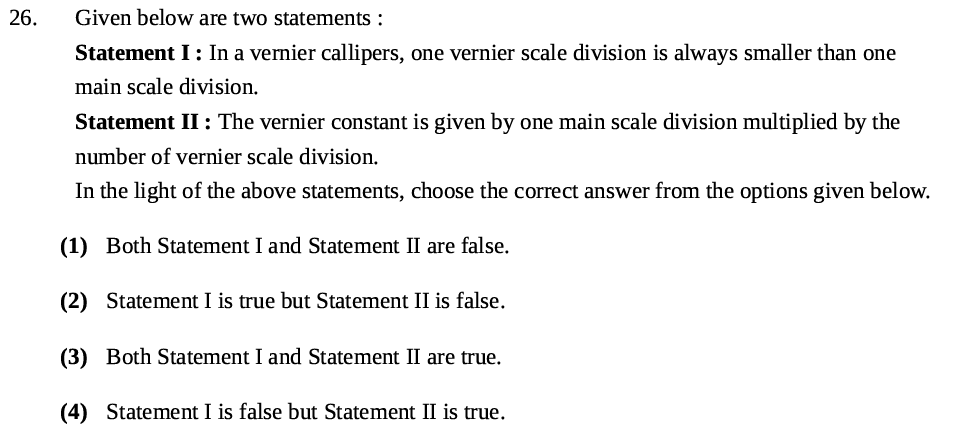 26. Given below are two statements :
Statement I : In a vernier callipers, one vernier scale division is always smaller than one
main scale division.
Statement II : The vernier constant is given by one main scale division multiplied by the
number of vernier scale division.
In the light of the above statements, choose the correct answer from the options given below.
(1) Both Statement I and Statement II are false.
(2) Statement I is true but Statement II is false.
(3) Both Statement I and Statement II are true.
(4) Statement I is false but Statement II is true.